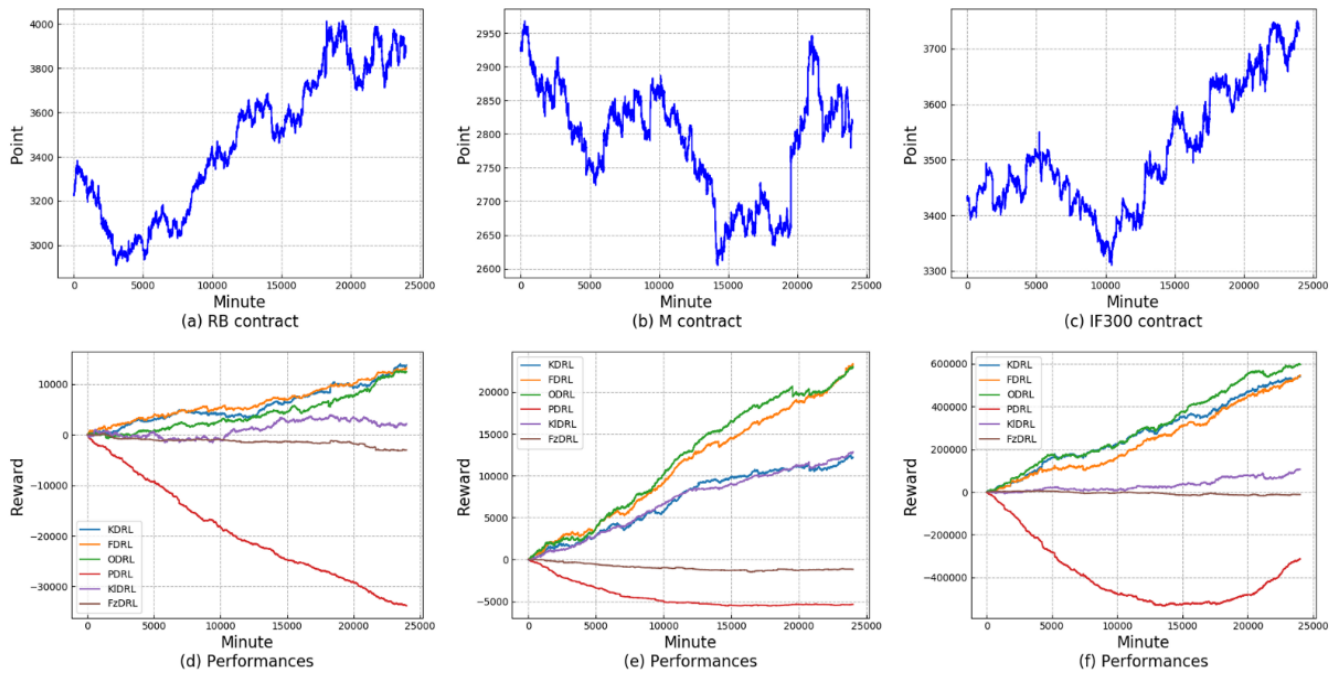 4000
3800
3600
3400
3200
3000
Point
0
5000
10000
15000
20000
25000
Minute
(a) RB contract
2950
2900
2850
2800
2750
2700
2650
2600
Point
0
5000
10000
15000
20000
25000
Minute
(b) M contract
3700
3600
3500
3400
3300
Point
0
5000
10000
15000
20000
25000
Minute
(c) IF300 contract
10000
0
−10000
−20000
−30000
Reward
KDRL
FDRL
ODRL
PDRL
KIDRL
FzDRL
0
5000
10000
15000
20000
25000
Minute
(d) Performances
20000
15000
10000
5000
0
−5000
Reward
KDRL
FDRL
ODRL
PDRL
KIDRL
FzDRL
0
5000
10000
15000
20000
25000
Minute
(e) Performances
600000
400000
200000
0
−200000
−400000
Reward
KDRL
FDRL
ODRL
PDRL
KIDRL
FzDRL
0
5000
10000
15000
20000
25000
Minute
(f) Performances